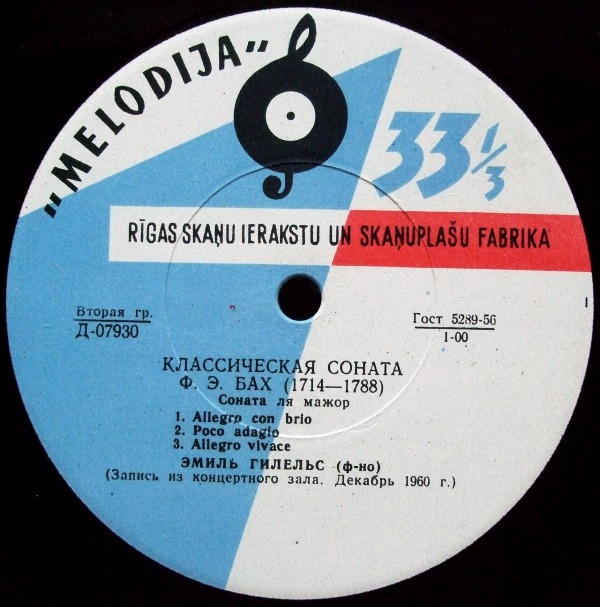 "MELODIJA"
33 1/3
RĪGAS SKAŅU IERAKSTU UN SKAŅUPLAŠU FABRIKA
Вторая гр.
Д-07930
Гост 5289-56
1-00
КЛАССИЧЕСКАЯ СОНАТА
Ф. Э. БАХ (1714—1788)
Соната ля мажор
1. Allegro con brio
2. Poco adagio
3. Allegro vivace
ЭМИЛЬ ГИЛЕЛЬС (ф-но)
(Запись из концертного зала. Декабрь 1960 г.)